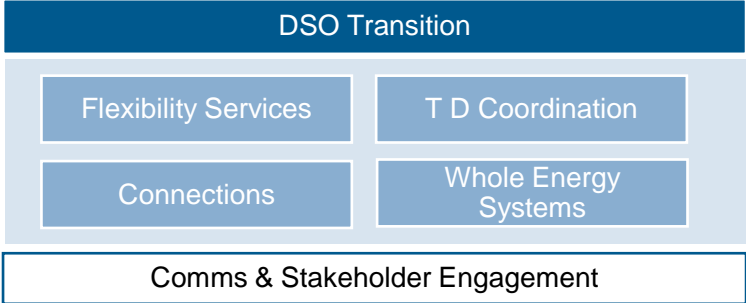 DSO Transition
Flexibility Services
T D Coordination
Connections
Whole Energy
Systems
Comms & Stakeholder Engagement